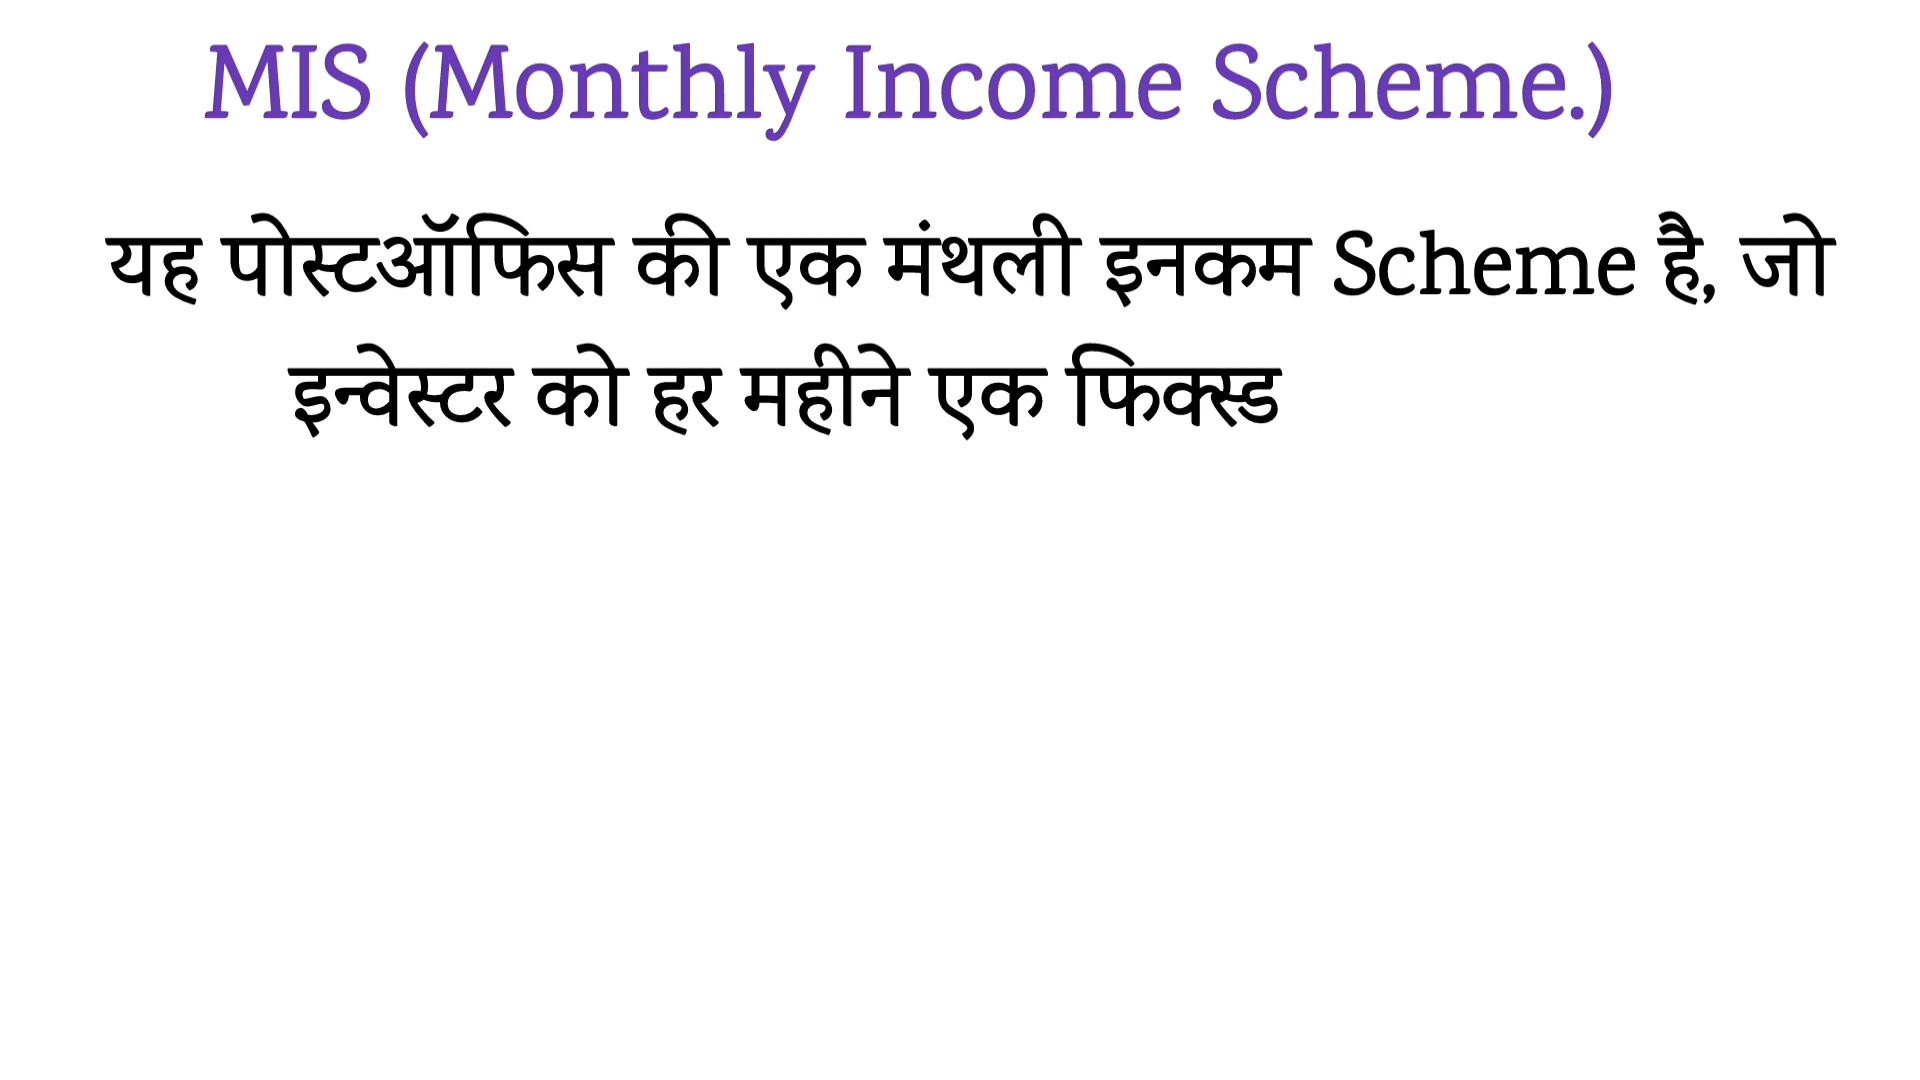 MIS (Monthly Income Scheme.)
यह पोस्टऑफिस की एक मंथली इनकम Scheme है, जो
इन्वेस्टर को हर महीने एक फिक्स्ड